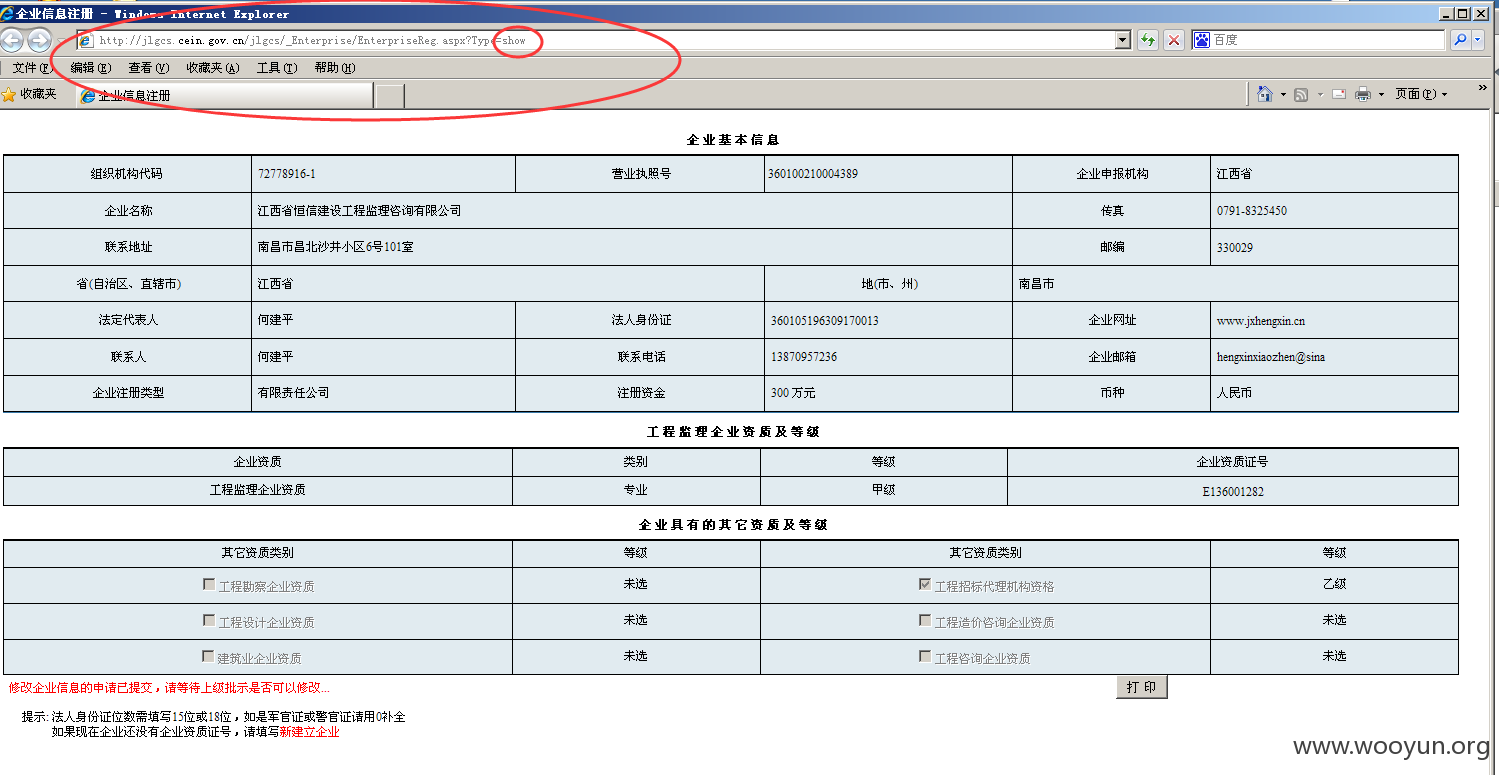 企业信息注册 - Windows Internet Explorer
http://jlgcs.cein.gov.cn/jlgcs/_Enterprise/EnterpriseReg.aspx?Type=show
百度
文件(F) 编辑(E) 查看(V) 收藏夹(A) 工具(T) 帮助(H)
收藏夹 企业信息注册 页面(P)
企业基本信息
组织机构代码 72778916-1 营业执照号 360100210004389 企业申报机构 江西省
企业名称 江西省恒信建设工程监理咨询有限公司 传真 0791-8325450
联系地址 南昌市昌北沙井小区6号101室 邮编 330029
省(自治区、直辖市) 江西省 地(市、州) 南昌市
法定代表人 何建平 法人身份证 360105196309170013 企业网址 www.jxhengxin.cn
联系人 何建平 联系电话 13870957236 企业邮箱 hengxinxiaozhen@sina
企业注册类型 有限责任公司 注册资金 300 万元 币种 人民币
工程监理企业资质及等级
企业资质 类别 等级 企业资质证号
工程监理企业资质 专业 甲级 E136001282
企业具有的其它资质及等级
其它资质类别 等级 其它资质类别 等级
工程勘察企业资质 未选 工程招标代理机构资格 乙级
工程设计企业资质 未选 工程造价咨询企业资质 未选
建筑业企业资质 未选 工程咨询企业资质 未选
修改企业信息的申请已提交，请等待上级批示是否可以修改... 打 印
提示: 法人身份证位数需填写15位或18位，如是军官证或警官证请用0补全
如果现在企业还没有企业资质证号，请填写新建立企业
www.wooyun.org